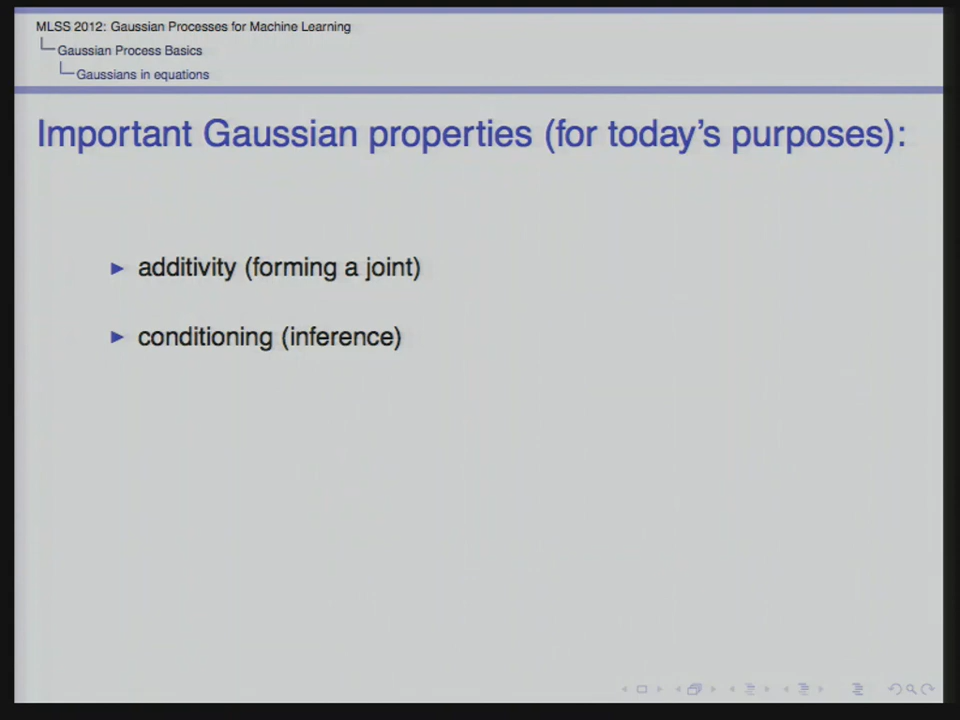 MLSS 2012: Gaussian Processes for Machine Learning
Gaussian Process Basics
Gaussians in equations
Important Gaussian properties (for today's purposes):
additivity (forming a joint)
conditioning (inference)